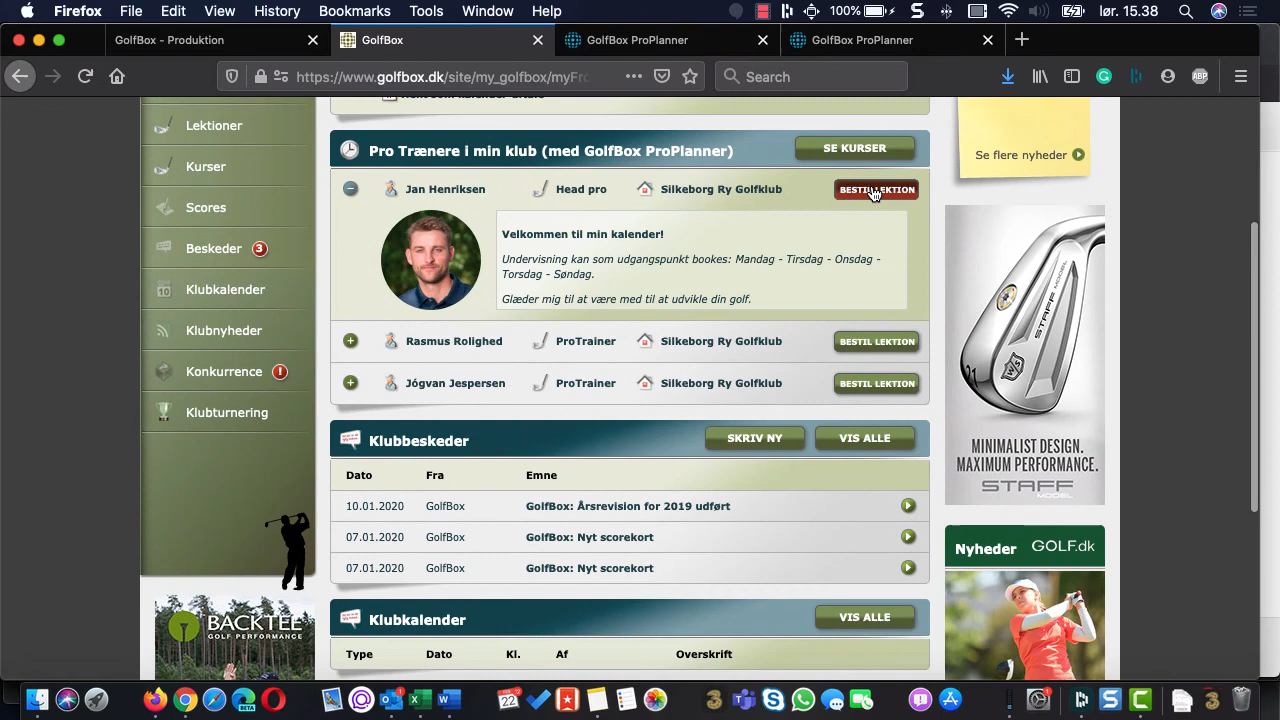 Firefox File Edit View History Bookmarks Tools Window Help 100% lør. 15.38
GolfBox - Produktion GolfBox GolfBox ProPlanner GolfBox ProPlanner
https://www.golfbox.dk/site/my_golfbox/myFro Search
Lektioner
Kurser
Scores
Beskeder 3
Klubkalender
Klubnyheder
Konkurrence !
Klubturnering
BACKTEE
GOLF PERFORMANCE
Pro Trænere i min klub (med GolfBox ProPlanner) SE KURSER
Jan Henriksen Head pro Silkeborg Ry Golfklub BESTIL LEKTION
Velkommen til min kalender!
Undervisning kan som udgangspunkt bookes: Mandag - Tirsdag - Onsdag -
Torsdag - Søndag.
Glæder mig til at være med til at udvikle din golf.
Rasmus Rolighed ProTrainer Silkeborg Ry Golfklub BESTIL LEKTION
Jógvan Jespersen ProTrainer Silkeborg Ry Golfklub BESTIL LEKTION
Klubbeskeder SKRIV NY VIS ALLE
Dato Fra Emne
10.01.2020 GolfBox GolfBox: Årsrevision for 2019 udført
07.01.2020 GolfBox GolfBox: Nyt scorekort
07.01.2020 GolfBox GolfBox: Nyt scorekort
Klubkalender VIS ALLE
Type Dato Kl. Af Overskrift
Se flere nyheder
STAFF MODEL
21
MINIMALIST DESIGN.
MAXIMUM PERFORMANCE.
STAFF
MODEL
Nyheder GOLF.dk